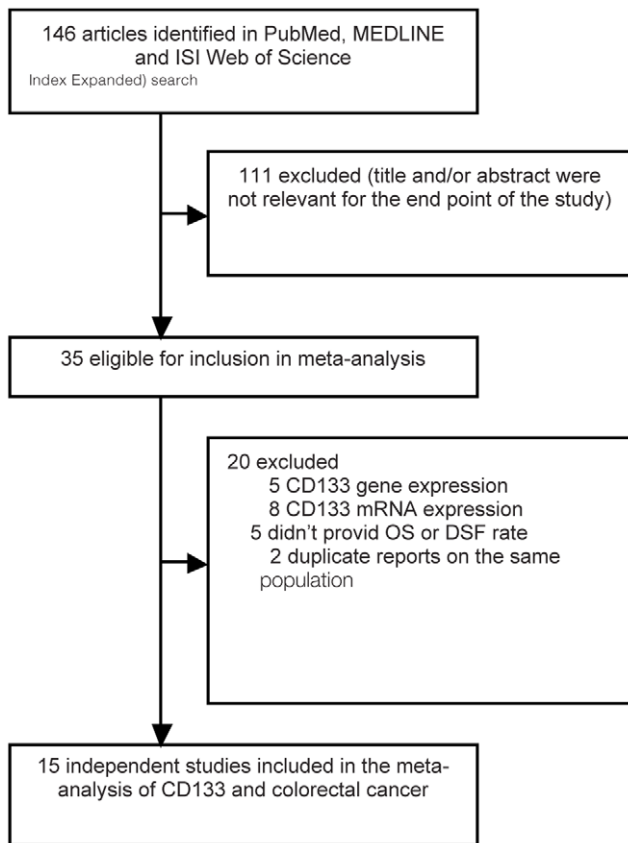 146 articles identified in PubMed, MEDLINE
and ISI Web of Science
Index Expanded) search
111 excluded (title and/or abstract were
not relevant for the end point of the study)
35 eligible for inclusion in meta-analysis
20 excluded
5 CD133 gene expression
8 CD133 mRNA expression
5 didn't provid OS or DSF rate
2 duplicate reports on the same
population
15 independent studies included in the meta-
analysis of CD133 and colorectal cancer